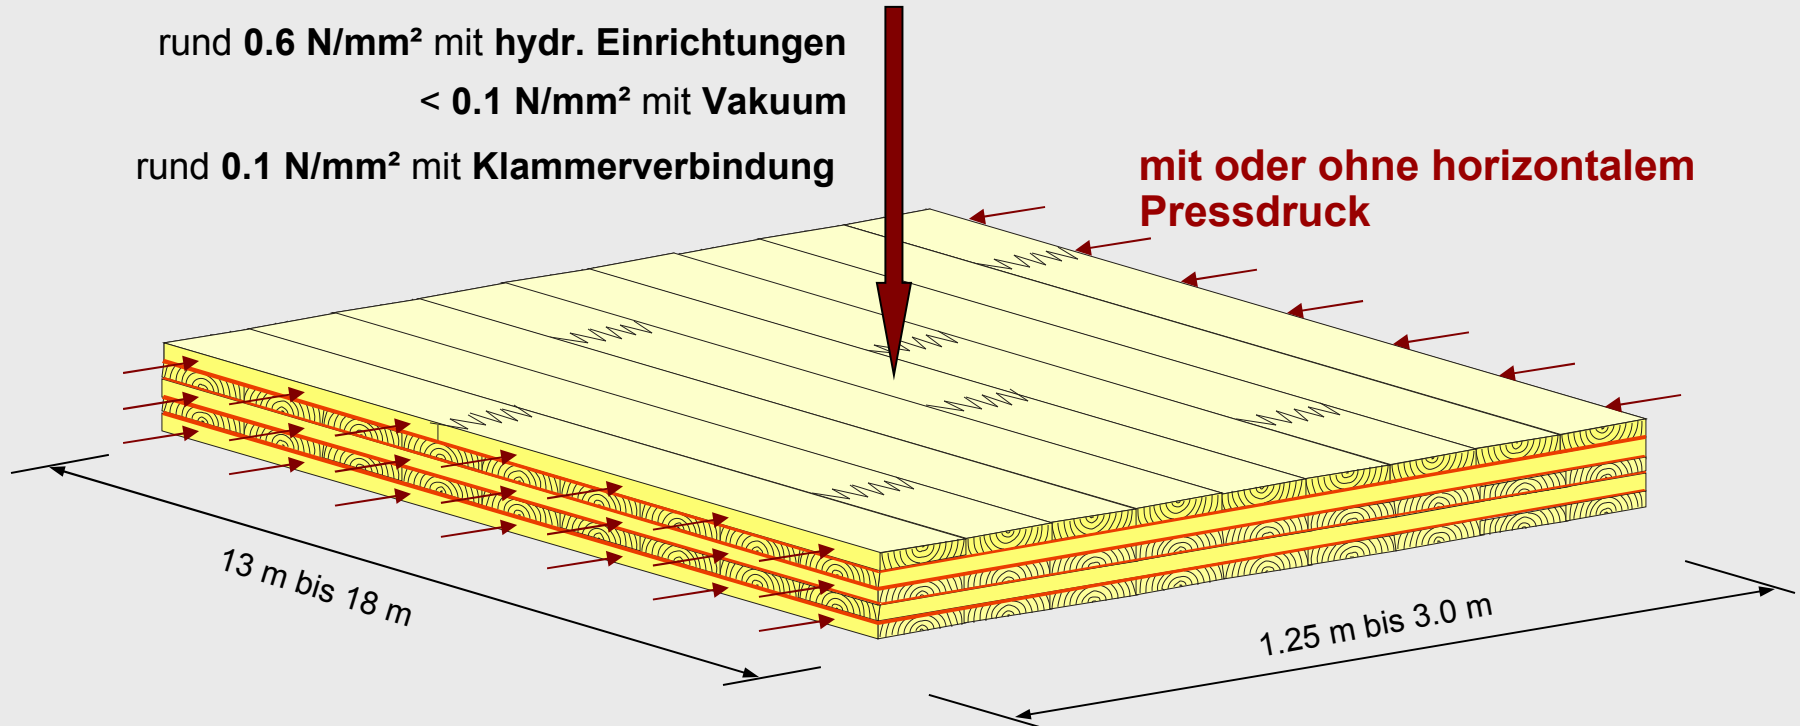 rund 0.6 N/mm² mit hydr. Einrichtungen
< 0.1 N/mm² mit Vakuum
rund 0.1 N/mm² mit Klammerverbindung
mit oder ohne horizontalem
Pressdruck
13 m bis 18 m
1.25 m bis 3.0 m